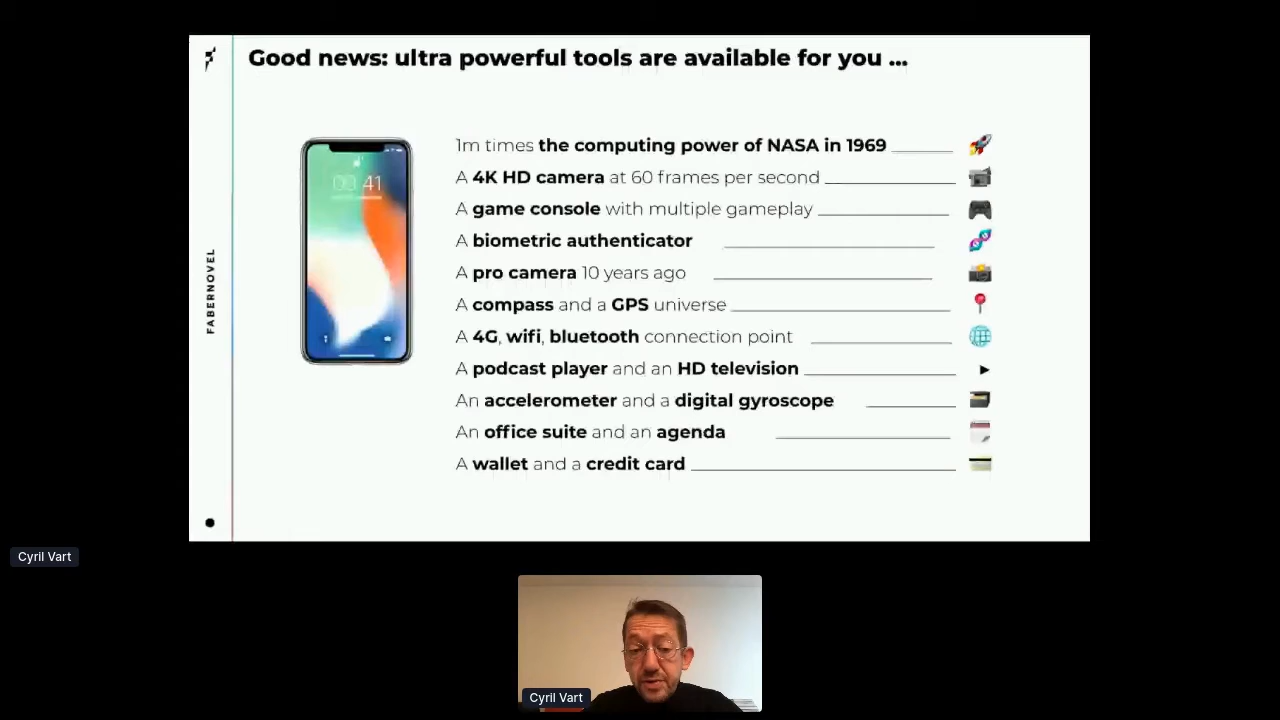 Good news: ultra powerful tools are available for you ...
1m times the computing power of NASA in 1969
A 4K HD camera at 60 frames per second
A game console with multiple gameplay
A biometric authenticator
A pro camera 10 years ago
A compass and a GPS universe
A 4G, wifi, bluetooth connection point
A podcast player and an HD television
An accelerometer and a digital gyroscope
An office suite and an agenda
A wallet and a credit card
FABERNOVEL
Cyril Vart
Cyril Vart